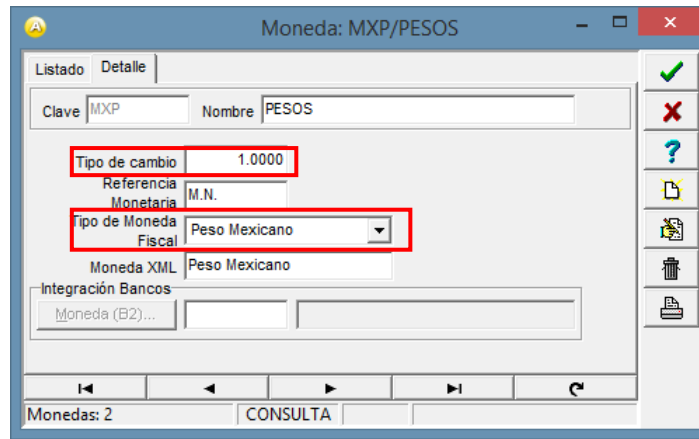 A
Moneda: MXP/PESOS
Listado Detalle
Clave MXP Nombre PESOS
Tipo de cambio 1.0000
Referencia
Monetaria M.N.
Tipo de Moneda
Fiscal Peso Mexicano
Moneda XML Peso Mexicano
Integración Bancos
Moneda (B2)...
Monedas: 2 CONSULTA